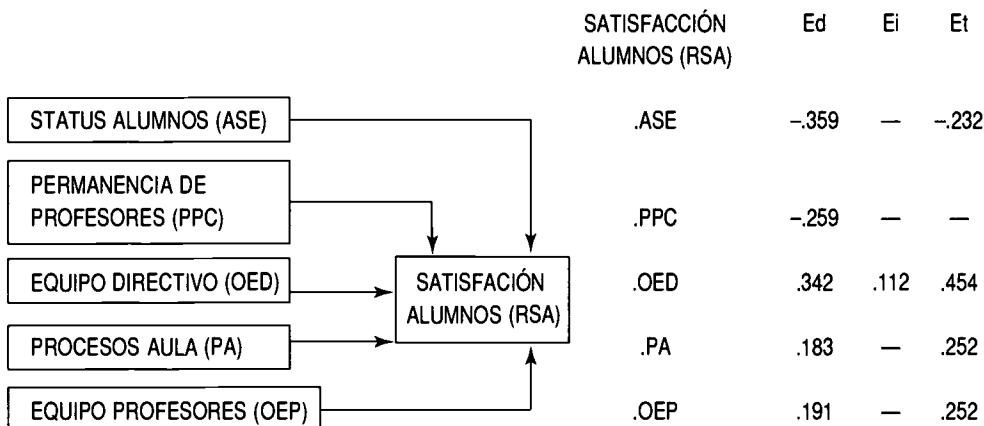 SATISFACCIÓN Ed Ei Et
ALUMNOS (RSA)
STATUS ALUMNOS (ASE) .ASE –.359 — –.232
PERMANENCIA DE
PROFESORES (PPC) .PPC –.259 — —
EQUIPO DIRECTIVO (OED) SATISFACIÓN .OED .342 .112 .454
ALUMNOS (RSA)
PROCESOS AULA (PA) .PA .183 — .252
EQUIPO PROFESORES (OEP) .OEP .191 — .252